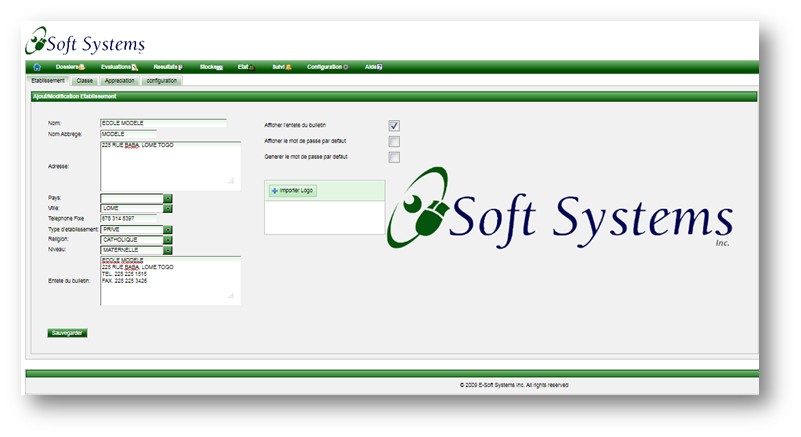 Soft Systems
Dossiers Evaluations Resultats Stocks Etat Suivi Configuration Aide
Etablissement Classe Appreciation configuration
Ajout/Modification Etablissement
Nom: ECOLE MODELE
Nom Abbrege: MODELE
Adresse: 225 RUE BABA, LOME TOGO
Pays:
Ville: LOME
Telephone Fixe 678 314 5397
Type d'etablissement: PRIVE
Religion: CATHOLIQUE
Niveau: MATERNELLE
Entete du bulletin: ECOLE MODELE
225 RUE BABA, LOME TOGO
TEL. 225 225 1515
FAX. 225 225 3426
Sauvegarder
Afficher l'entete du bulletin
Afficher le mot de passe par defaut
Generer le mot de passe par defaut
Importer Logo
Soft Systems
Inc.
© 2009 E-Soft Systems Inc. All rights reserved